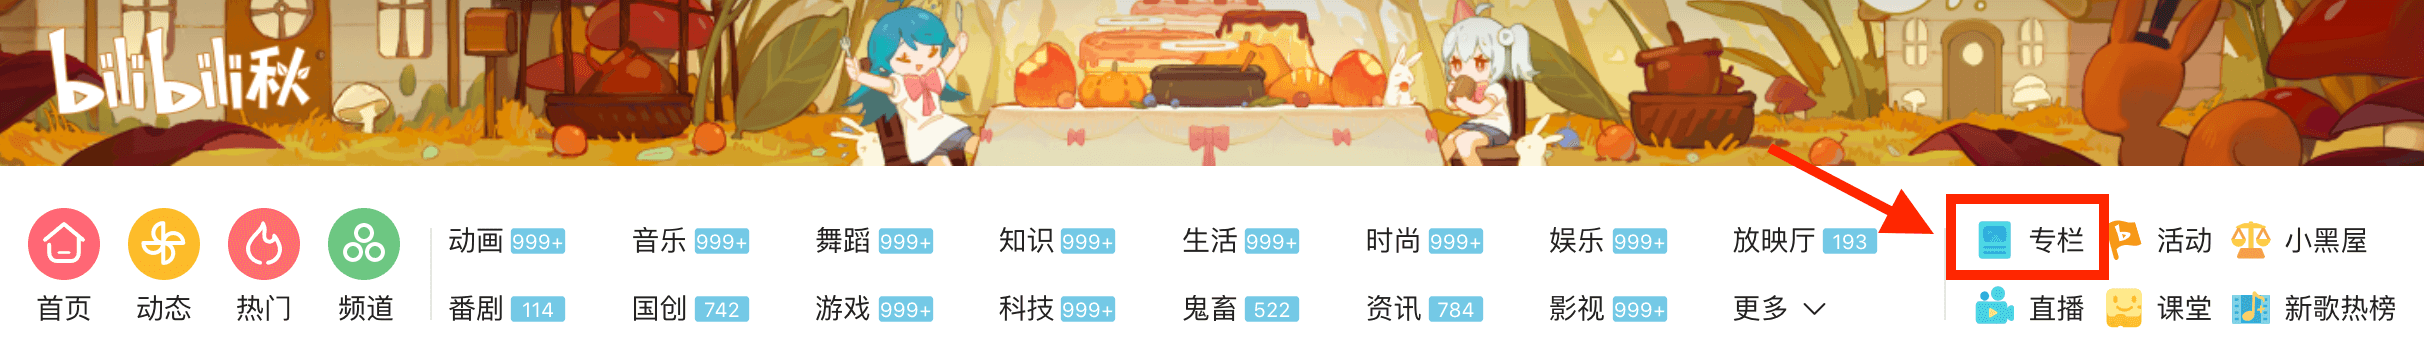 bilibili秋
动画 999+ 音乐 999+ 舞蹈 999+ 知识 999+ 生活 999+ 时尚 999+ 娱乐 999+ 放映厅 193 专栏 活动 小黑屋
首页 动态 热门 频道 番剧 114 国创 742 游戏 999+ 科技 999+ 鬼畜 522 资讯 784 影视 999+ 更多 直播 课堂 新歌热榜